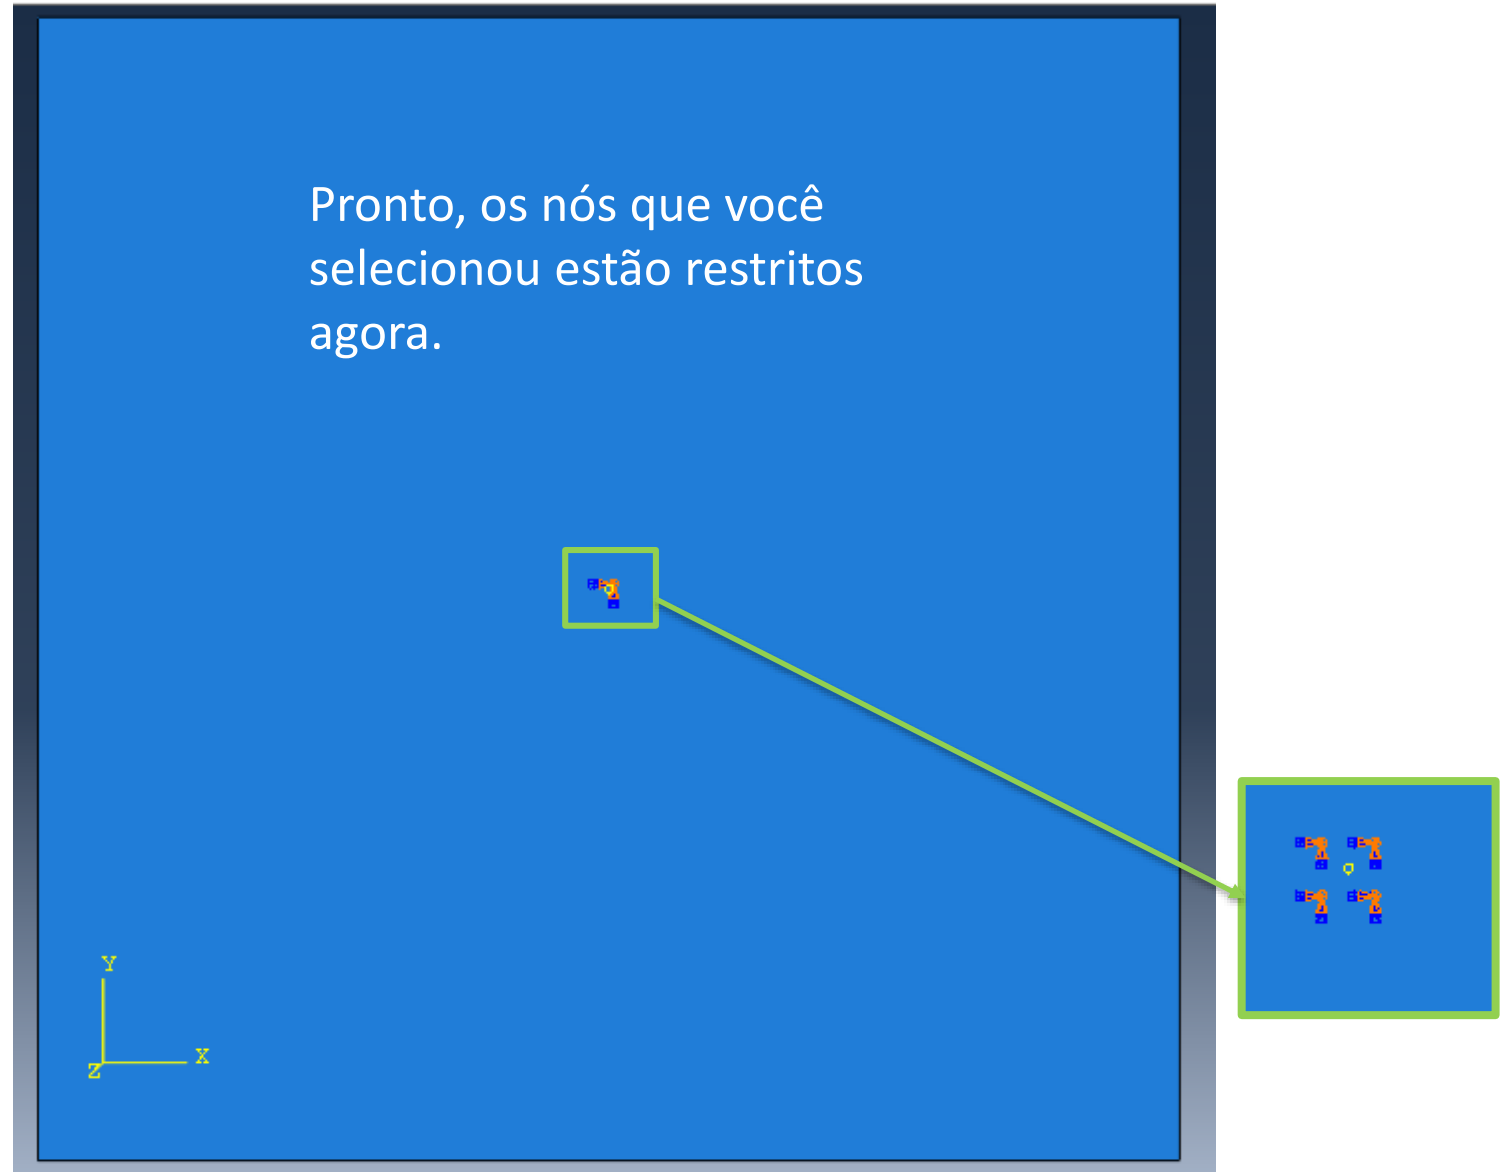 Pronto, os nós que você
selecionou estão restritos
agora.
Y
X
Z